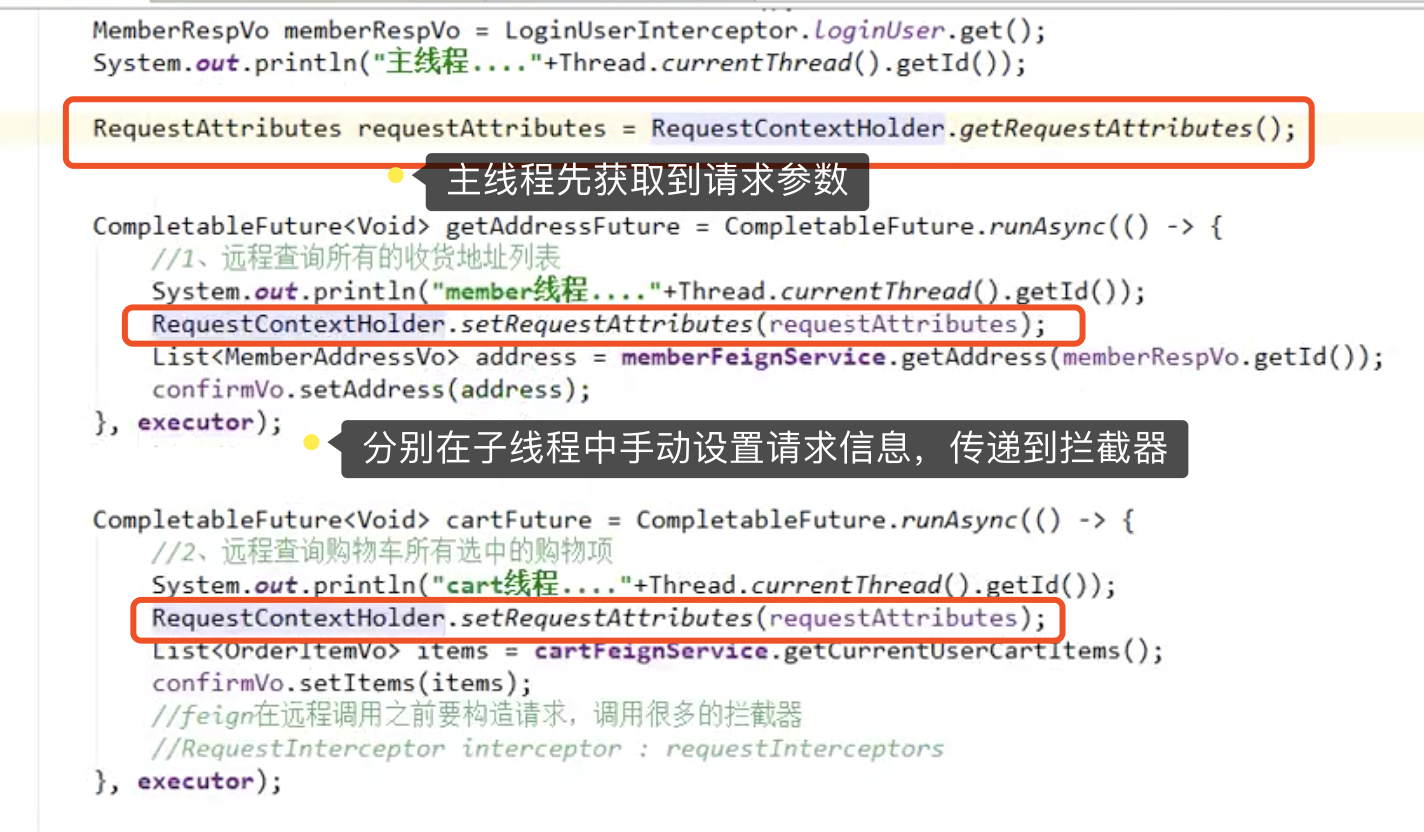 MemberRespVo memberRespVo = LoginUserInterceptor.loginUser.get();
System.out.println("主线程...."+Thread.currentThread().getId());
RequestAttributes requestAttributes = RequestContextHolder.getRequestAttributes();
主线程先获取到请求参数
CompletableFuture<Void> getAddressFuture = CompletableFuture.runAsync(() -> {
//1、远程查询所有的收货地址列表
System.out.println("member线程...."+Thread.currentThread().getId());
RequestContextHolder.setRequestAttributes(requestAttributes);
List<MemberAddressVo> address = memberFeignService.getAddress(memberRespVo.getId());
confirmVo.setAddress(address);
}, executor);
分别在子线程中手动设置请求信息，传递到拦截器
CompletableFuture<Void> cartFuture = CompletableFuture.runAsync(() -> {
//2、远程查询购物车所有选中的购物项
System.out.println("cart线程...."+Thread.currentThread().getId());
RequestContextHolder.setRequestAttributes(requestAttributes);
List<OrderItemVo> items = cartFeignService.getCurrentUserCartItems();
confirmVo.setItems(items);
//feign在远程调用之前要构造请求，调用很多的拦截器
//RequestInterceptor interceptor : requestInterceptors
}, executor);